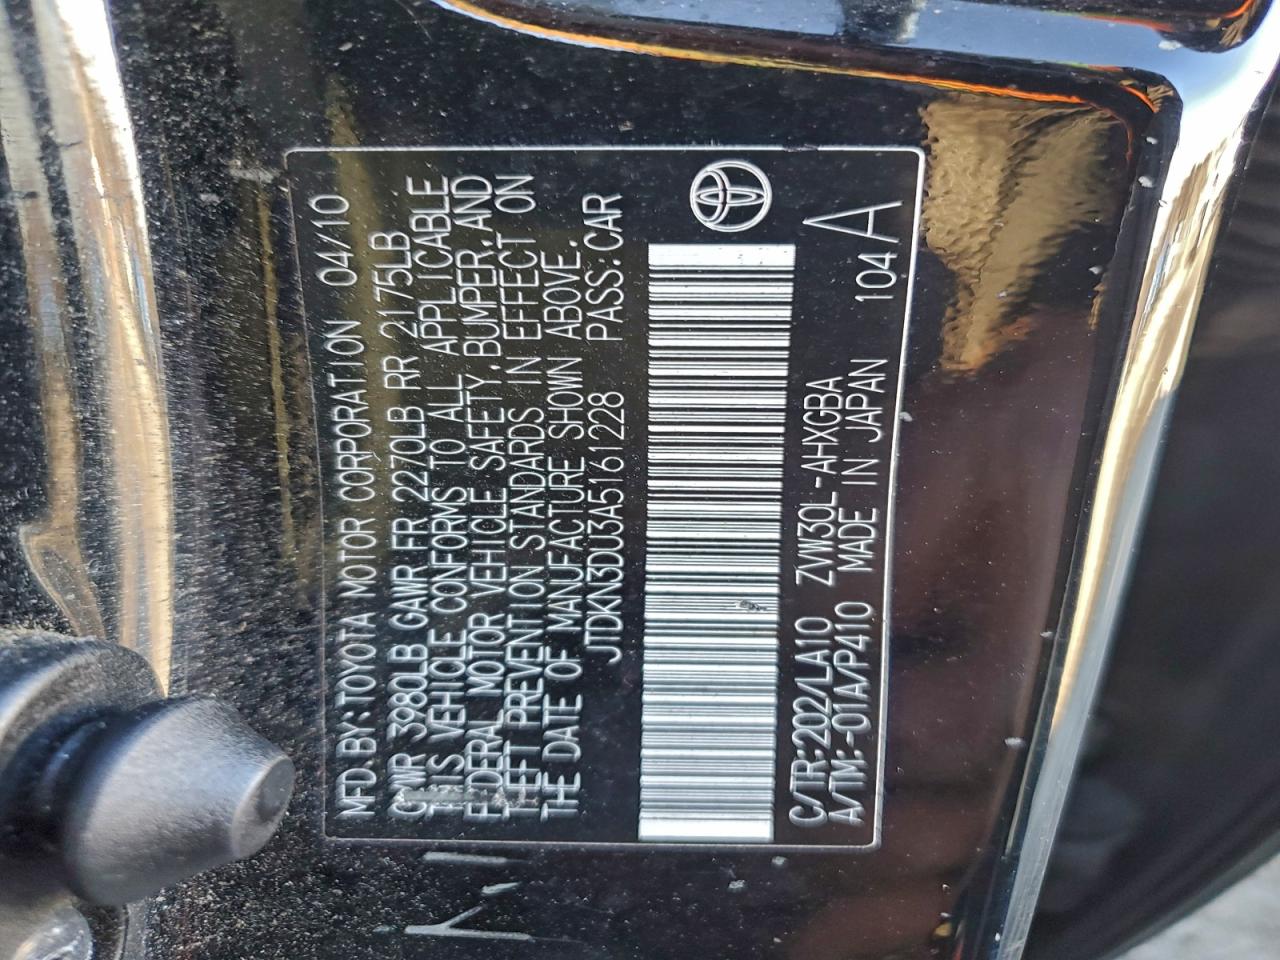 MFD.BY:TOYOTA MOTOR CORPORATION 04/10
GVWR 3980LB GAWR FR 2270LB RR 2175LB
THIS VEHICLE CONFORMS TO ALL APPLICABLE
FEDERAL MOTOR VEHICLE SAFETY,BUMPER,AND
THEFT PREVENTION STANDARDS IN EFFECT ON
THE DATE OF MANUFACTURE SHOWN ABOVE.
JTDKN3DU3A5161228 PASS:CAR
C/TR:202/LA10 ZVW30L-AHXGBA
A/TM:-01A/P410 MADE IN JAPAN 104 A